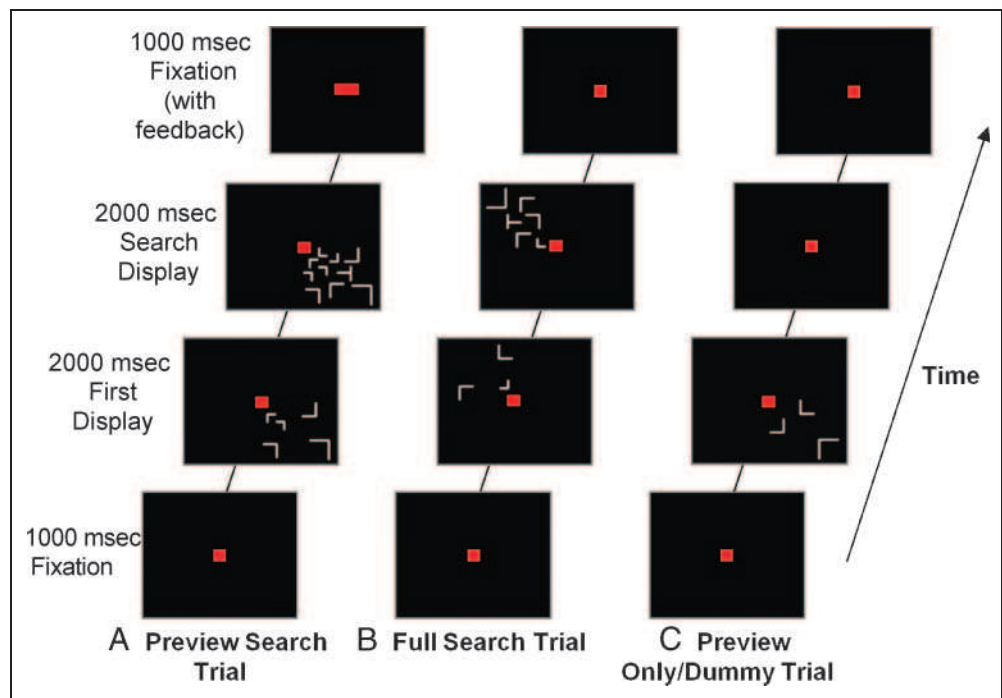 1000 msec
Fixation
(with
feedback)
2000 msec
Search
Display
2000 msec
First
Display
Time
1000 msec
Fixation
A Preview Search
Trial
B Full Search Trial
C Preview
Only/Dummy Trial